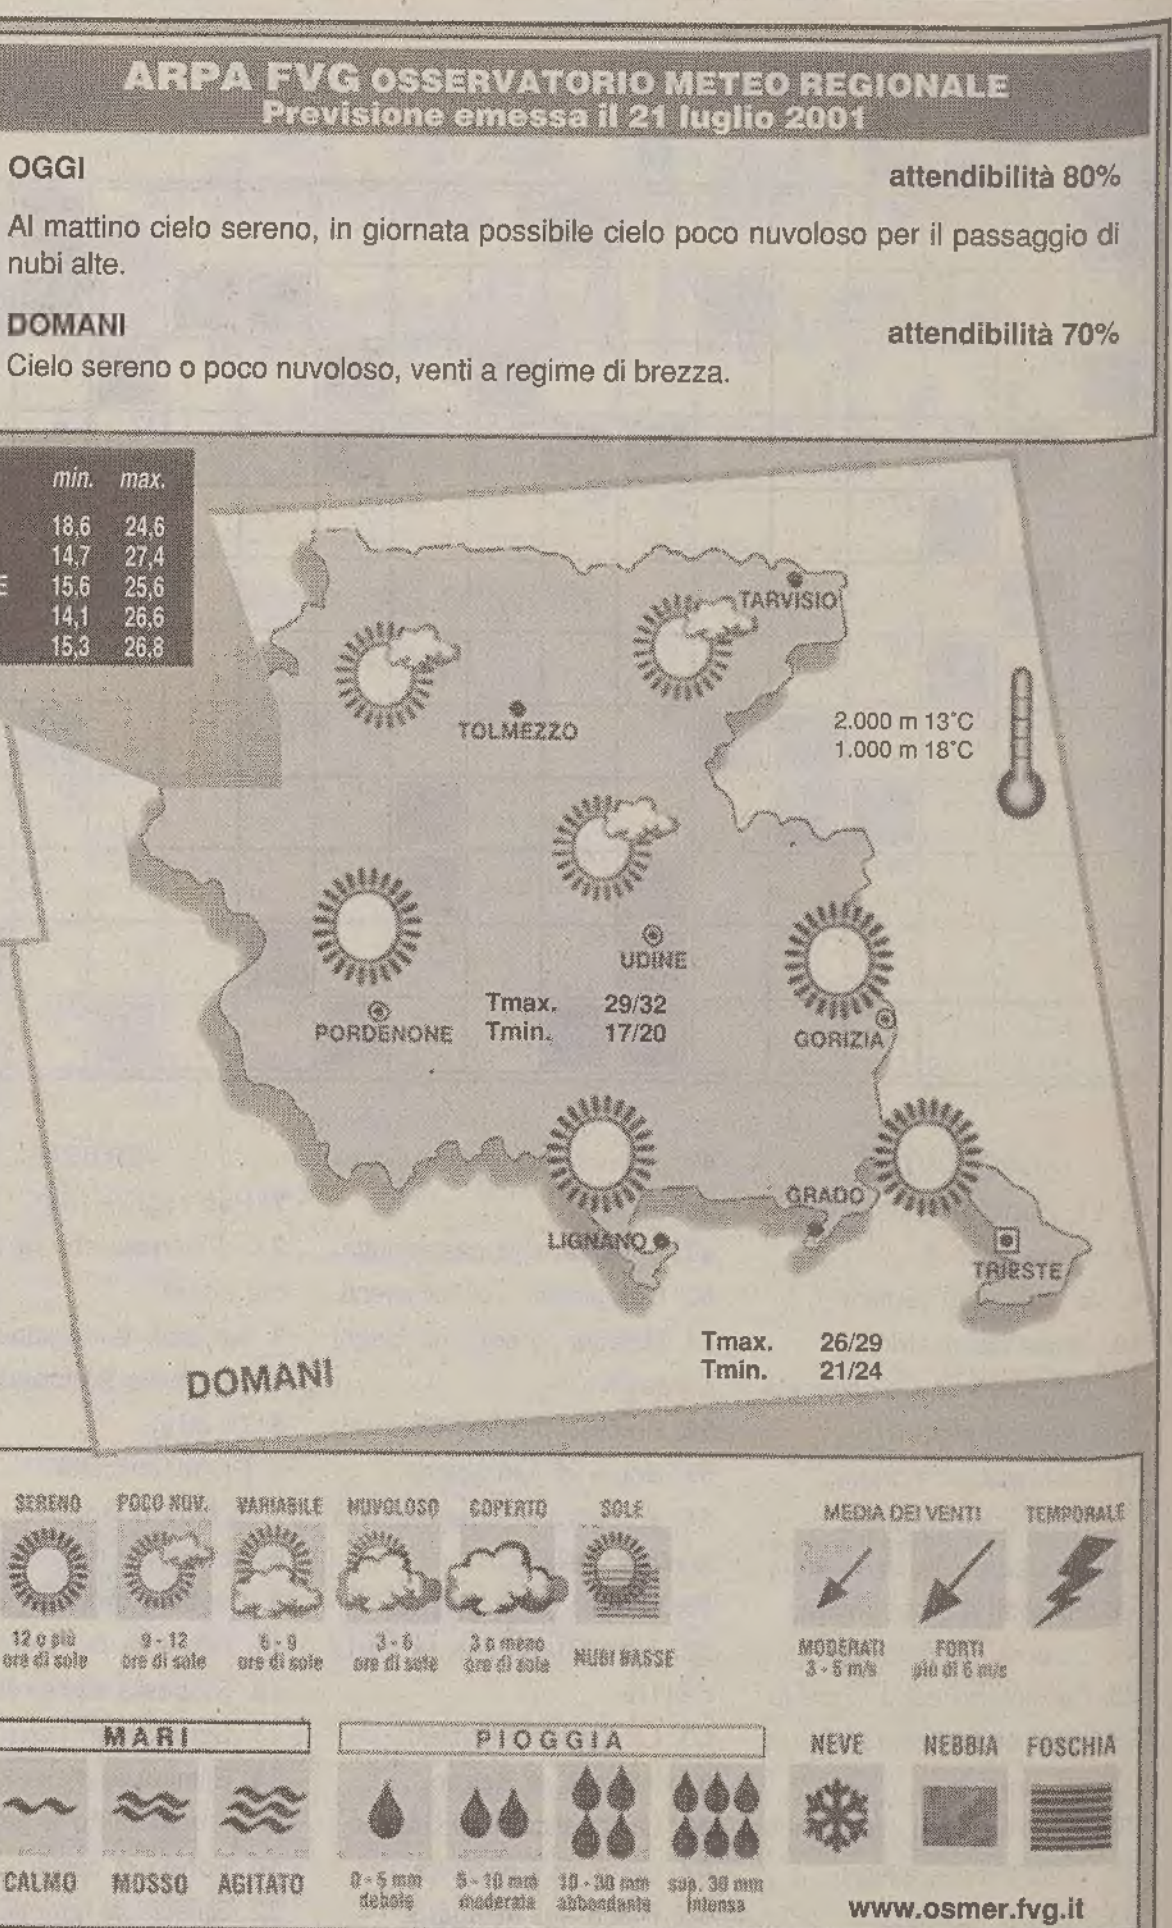 ARPA FVG OSSERVATORIO METEO REGIONALE
Previsione emessa il 21 luglio 2001
OGGI attendibilità 80%
Al mattino cielo sereno, in giornata possibile cielo poco nuvoloso per il passaggio di
nubi alte.
DOMANI attendibilità 70%
Cielo sereno o poco nuvoloso, venti a regime di brezza.
min. max.
18,6 24,6
14,7 27,4
E 15,6 25,6
14,1 26,6
15,3 26,8
TARVISIO
TOLMEZZO
2.000 m 13°C
1.000 m 18°C
UDINE
Tmax. 29/32
Tmin. 17/20
PORDENONE
GORIZIA
GRADO
LIGNANO
TRIESTE
Tmax. 26/29
Tmin. 21/24
DOMANI
SERENO POCO NUV. VARIABILE NUVOLOSO COPERTO SOLE MEDIA DEI VENTI TEMPORALE
12 o più
ore di sole
9 - 12
ore di sole
6 - 9
ore di sole
3 - 6
ore di sole
3 o meno
ore di sole
NUBI BASSE
MODERATI
3 - 6 m/s
FORTI
più di 6 m/s
MARI PIOGGIA NEVE NEBBIA FOSCHIA
CALMO MOSSO AGITATO
0 - 5 mm
debole
5 - 10 mm
moderata
10 - 30 mm
abbondante
sup. 30 mm
intensa
www.osmer.fvg.it